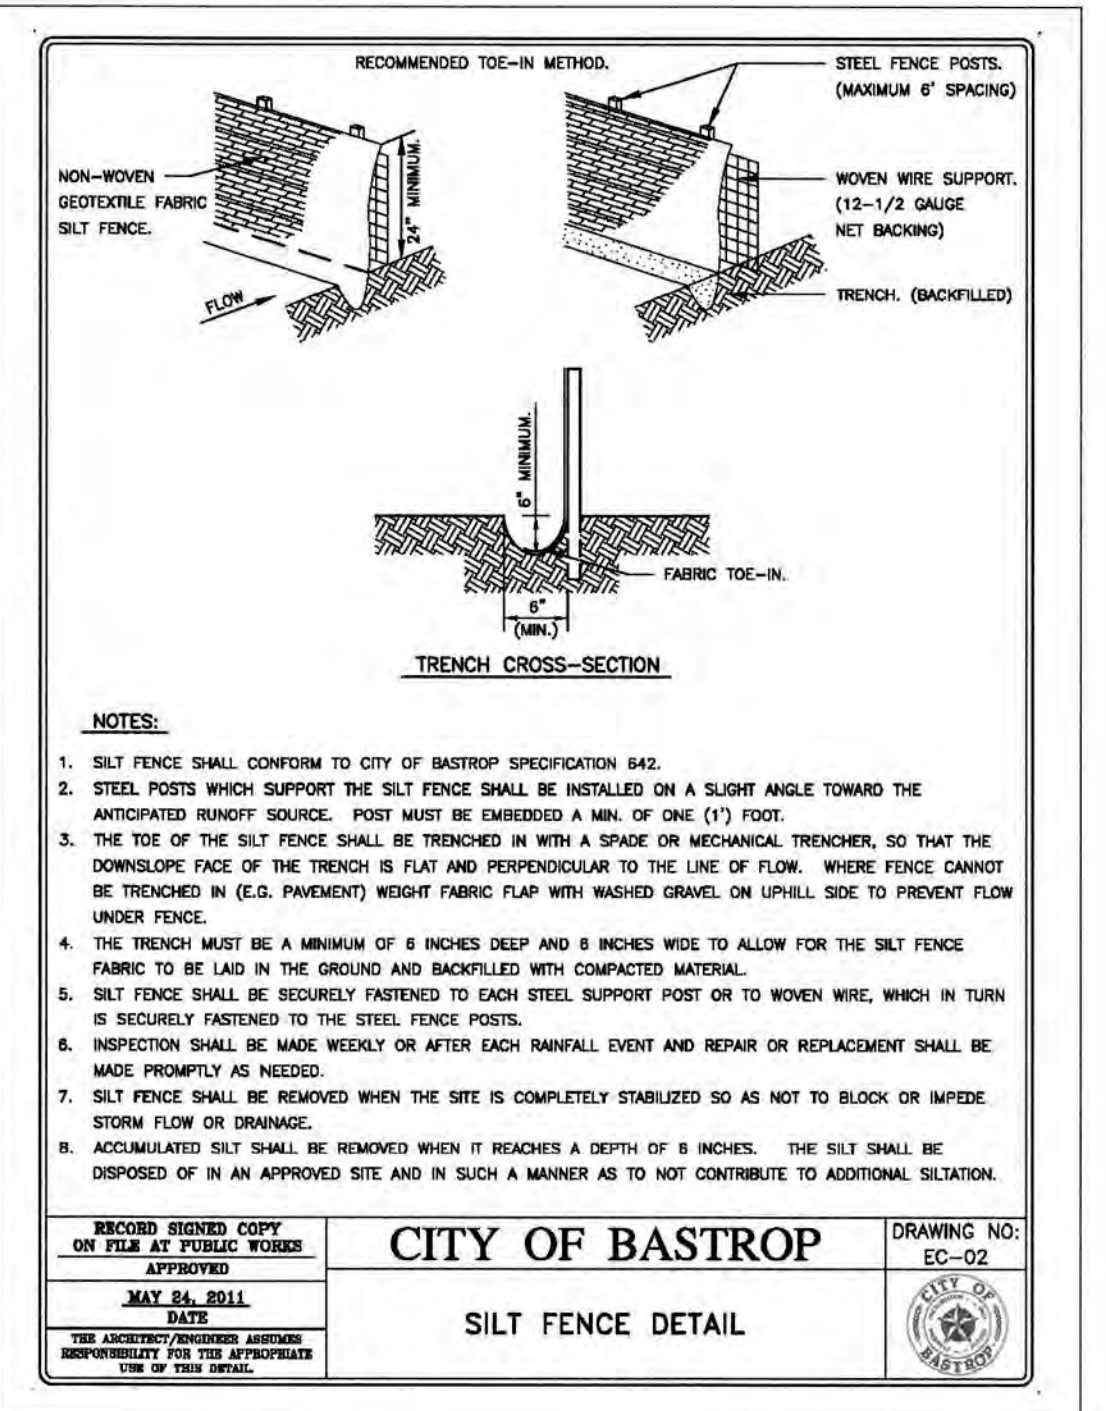 RECOMMENDED TOE-IN METHOD.
STEEL FENCE POSTS.
(MAXIMUM 6' SPACING)
NON-WOVEN
GEOTEXTILE FABRIC
SILT FENCE.
24" MINIMUM.
WOVEN WIRE SUPPORT.
(12-1/2 GAUGE
NET BACKING)
FLOW
TRENCH. (BACKFILLED)
6" MINIMUM.
FABRIC TOE-IN.
6"
(MIN.)
TRENCH CROSS-SECTION
NOTES:
1. SILT FENCE SHALL CONFORM TO CITY OF BASTROP SPECIFICATION 642.
2. STEEL POSTS WHICH SUPPORT THE SILT FENCE SHALL BE INSTALLED ON A SLIGHT ANGLE TOWARD THE
ANTICIPATED RUNOFF SOURCE. POST MUST BE EMBEDDED A MIN. OF ONE (1') FOOT.
3. THE TOE OF THE SILT FENCE SHALL BE TRENCHED IN WITH A SPADE OR MECHANICAL TRENCHER, SO THAT THE
DOWNSLOPE FACE OF THE TRENCH IS FLAT AND PERPENDICULAR TO THE LINE OF FLOW. WHERE FENCE CANNOT
BE TRENCHED IN (E.G. PAVEMENT) WEIGHT FABRIC FLAP WITH WASHED GRAVEL ON UPHILL SIDE TO PREVENT FLOW
UNDER FENCE.
4. THE TRENCH MUST BE A MINIMUM OF 6 INCHES DEEP AND 6 INCHES WIDE TO ALLOW FOR THE SILT FENCE
FABRIC TO BE LAID IN THE GROUND AND BACKFILLED WITH COMPACTED MATERIAL.
5. SILT FENCE SHALL BE SECURELY FASTENED TO EACH STEEL SUPPORT POST OR TO WOVEN WIRE, WHICH IN TURN
IS SECURELY FASTENED TO THE STEEL FENCE POSTS.
6. INSPECTION SHALL BE MADE WEEKLY OR AFTER EACH RAINFALL EVENT AND REPAIR OR REPLACEMENT SHALL BE
MADE PROMPTLY AS NEEDED.
7. SILT FENCE SHALL BE REMOVED WHEN THE SITE IS COMPLETELY STABILIZED SO AS NOT TO BLOCK OR IMPEDE
STORM FLOW OR DRAINAGE.
8. ACCUMULATED SILT SHALL BE REMOVED WHEN IT REACHES A DEPTH OF 6 INCHES. THE SILT SHALL BE
DISPOSED OF IN AN APPROVED SITE AND IN SUCH A MANNER AS TO NOT CONTRIBUTE TO ADDITIONAL SILTATION.
RECORD SIGNED COPY
ON FILE AT PUBLIC WORKS
APPROVED
MAY 24, 2011
DATE
THE ARCHITECT/ENGINEER ASSUMES
RESPONSIBILITY FOR THE APPROPRIATE
USE OF THIS DETAIL.
CITY OF BASTROP
SILT FENCE DETAIL
DRAWING NO:
EC-02
CITY OF
BASTROP